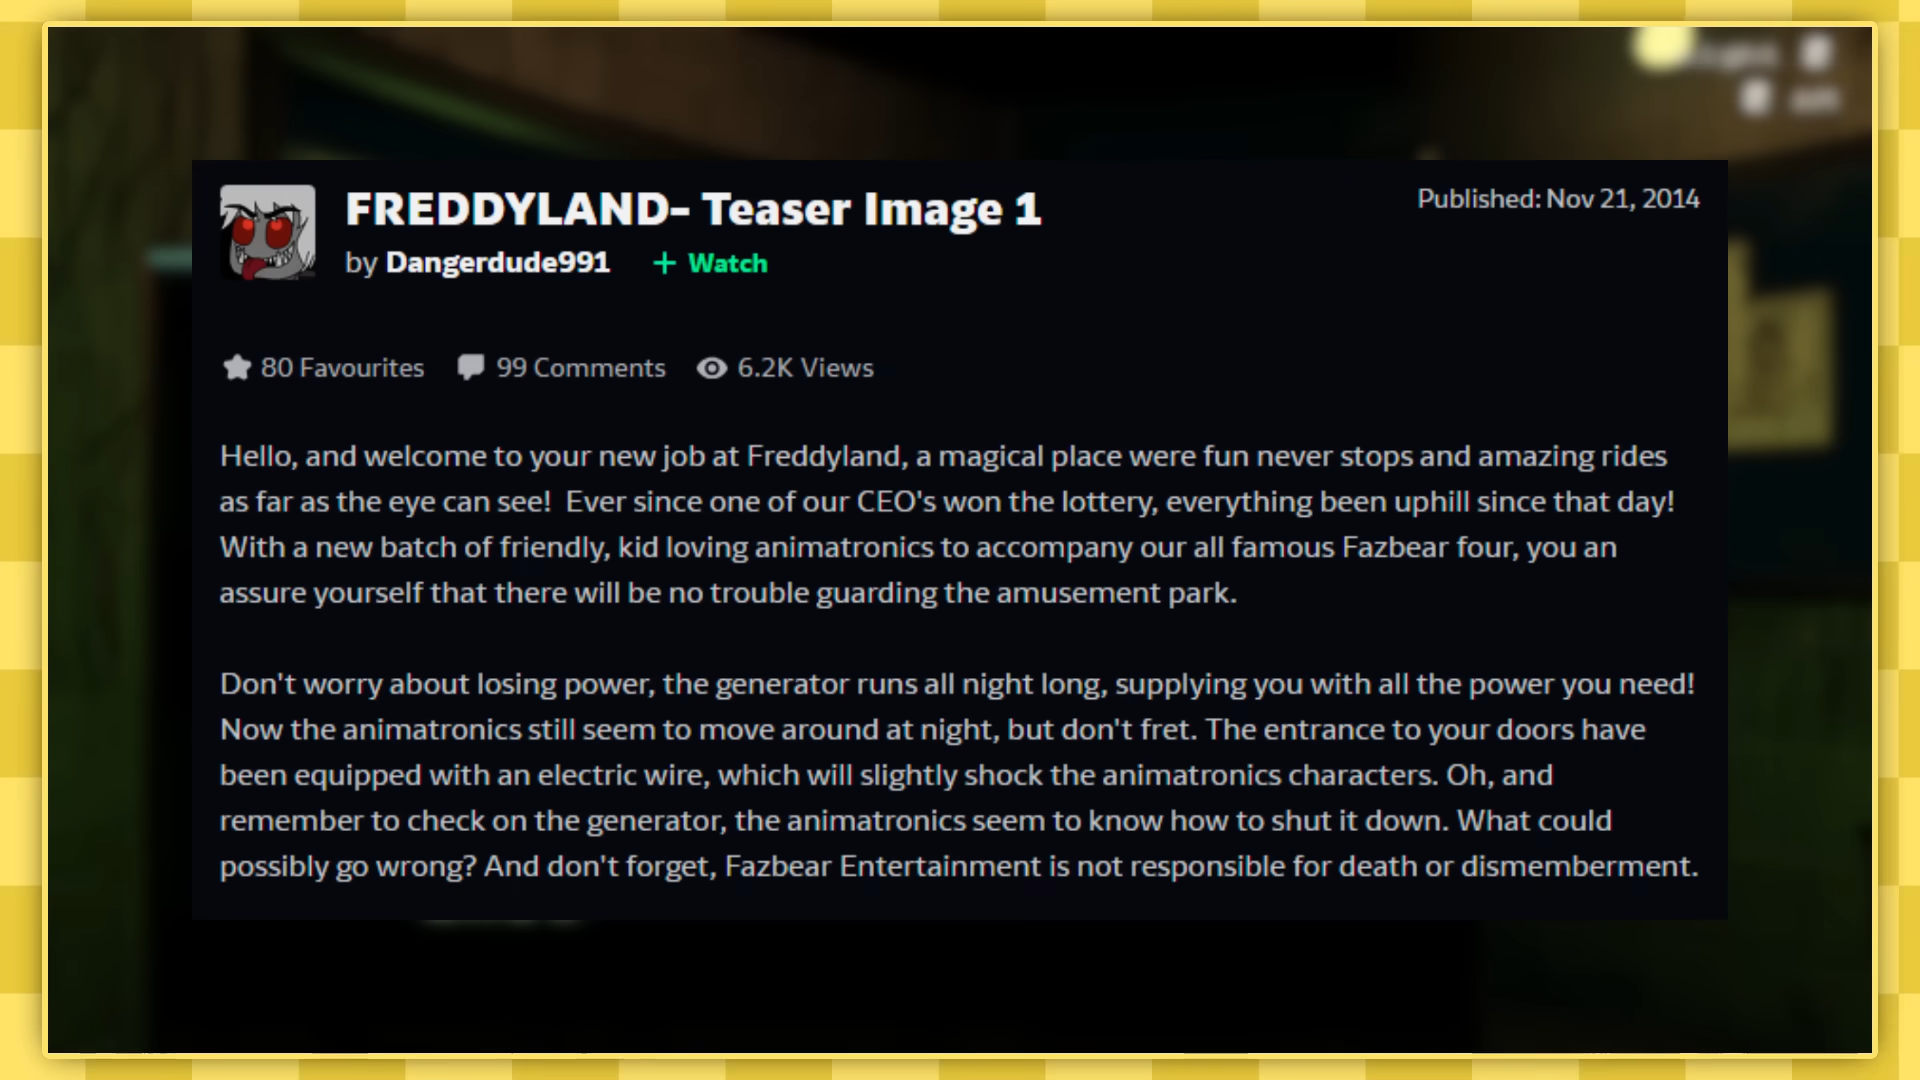 FREDDYLAND- Teaser Image 1
Published: Nov 21, 2014
by Dangerdude991 + Watch
80 Favourites 99 Comments 6.2K Views
Hello, and welcome to your new job at Freddyland, a magical place were fun never stops and amazing rides
as far as the eye can see!  Ever since one of our CEO's won the lottery, everything been uphill since that day!
With a new batch of friendly, kid loving animatronics to accompany our all famous Fazbear four, you an
assure yourself that there will be no trouble guarding the amusement park.
Don't worry about losing power, the generator runs all night long, supplying you with all the power you need!
Now the animatronics still seem to move around at night, but don't fret. The entrance to your doors have
been equipped with an electric wire, which will slightly shock the animatronics characters. Oh, and
remember to check on the generator, the animatronics seem to know how to shut it down. What could
possibly go wrong? And don't forget, Fazbear Entertainment is not responsible for death or dismemberment.